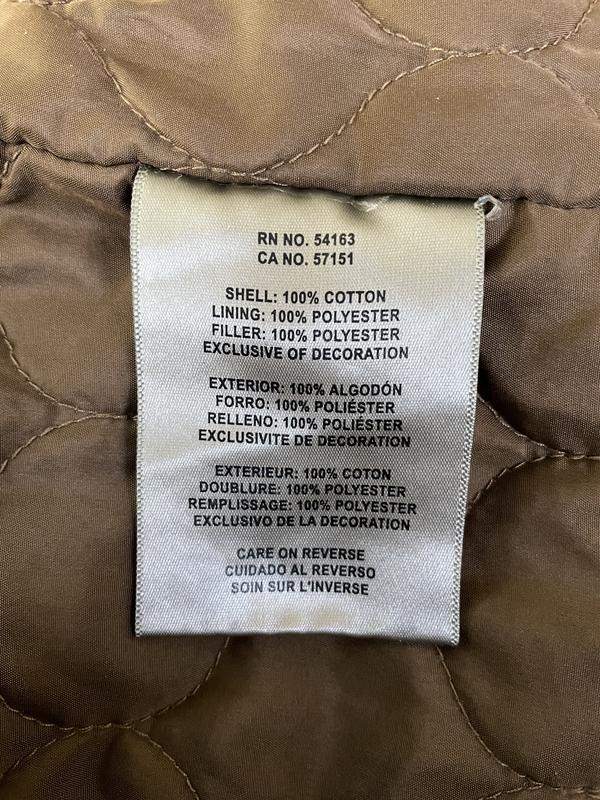 RN NO. 54163
CA NO. 57151
SHELL: 100% COTTON
LINING: 100% POLYESTER
FILLER: 100% POLYESTER
EXCLUSIVE OF DECORATION
EXTERIOR: 100% ALGODÓN
FORRO: 100% POLIÉSTER
RELLENO: 100% POLIÉSTER
EXCLUSIVITE DE DECORATION
EXTERIEUR: 100% COTON
DOUBLURE: 100% POLYESTER
REMPLISSAGE: 100% POLYESTER
EXCLUSIVO DE LA DECORATION
CARE ON REVERSE
CUIDADO AL REVERSO
SOIN SUR L'INVERSE